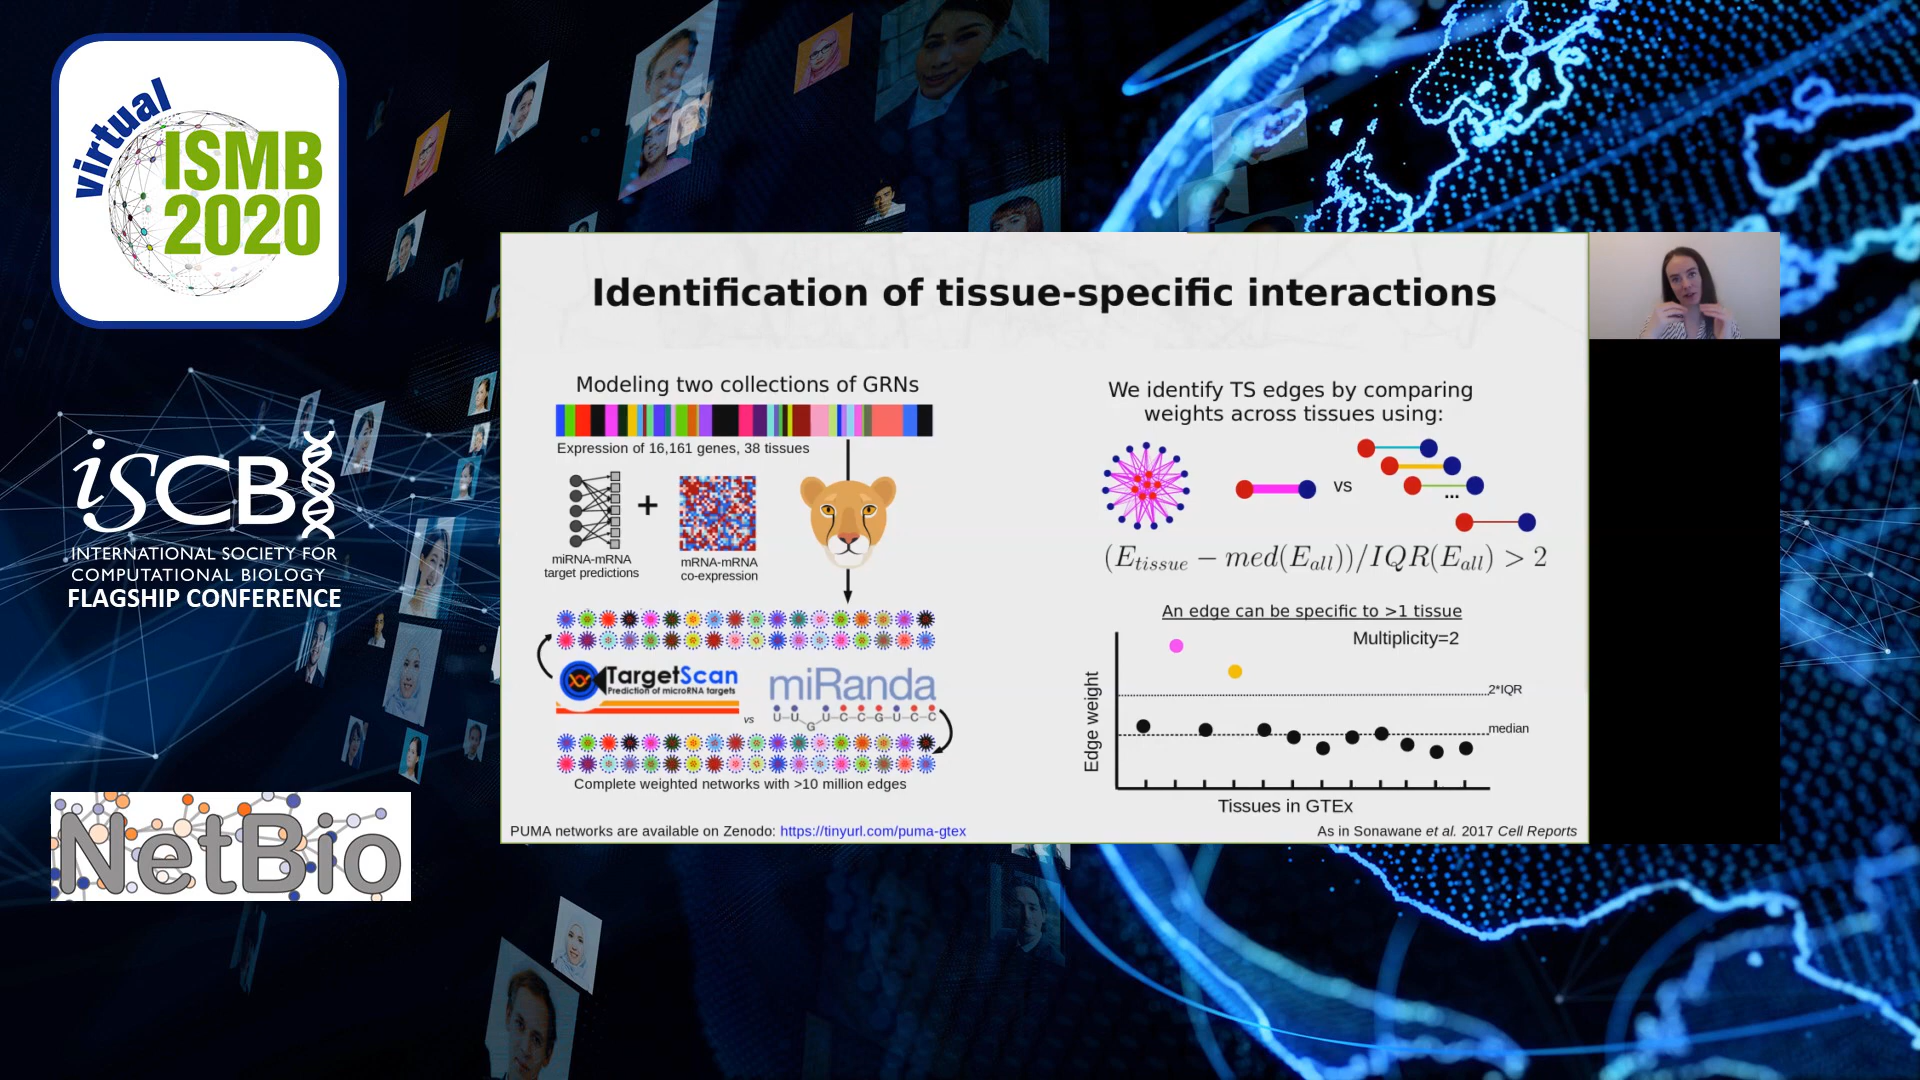 virtual
ISMB
2020
iSCB
INTERNATIONAL SOCIETY FOR
COMPUTATIONAL BIOLOGY
FLAGSHIP CONFERENCE
NetBio
Identification of tissue-specific interactions
Modeling two collections of GRNs
Expression of 16,161 genes, 38 tissues
+
miRNA-mRNA
target predictions
mRNA-mRNA
co-expression
TargetScan
Prediction of microRNA targets
vs
miRanda
U U G U C C G U C C
Complete weighted networks with >10 million edges
PUMA networks are available on Zenodo: https://tinyurl.com/puma-gtex
We identify TS edges by comparing
weights across tissues using:
vs
...
(E_tissue − med(E_all))/IQR(E_all) > 2
An edge can be specific to >1 tissue
Multiplicity=2
2*IQR
median
Edge weight
Tissues in GTEx
As in Sonawane et al. 2017 Cell Reports